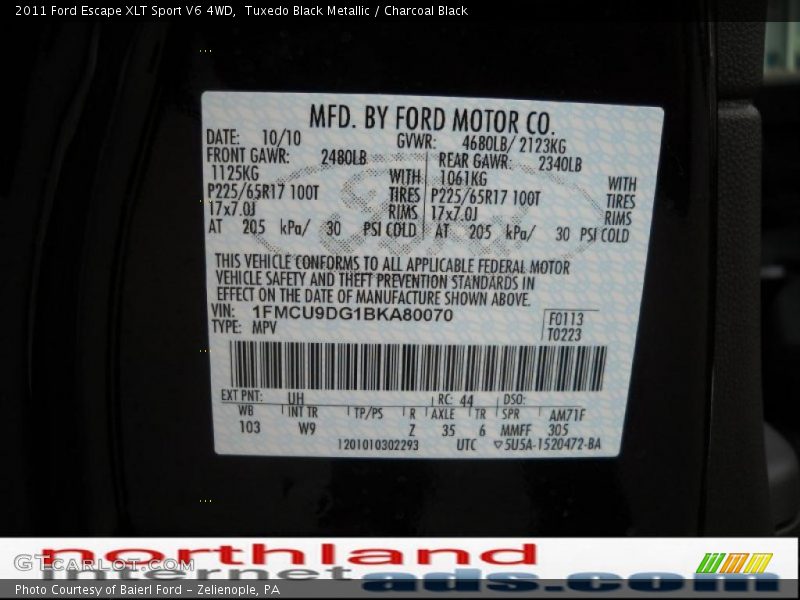 2011 Ford Escape XLT Sport V6 4WD,  Tuxedo Black Metallic / Charcoal Black
MFD. BY FORD MOTOR CO.
DATE: 10/10 GVWR: 4680LB/ 2123KG
FRONT GAWR: 2480LB REAR GAWR: 2340LB
1125KG WITH 1061KG WITH
P225/65R17 100T TIRES P225/65R17 100T TIRES
17x7.0J RIMS 17x7.0J RIMS
AT 205 kPa/ 30 PSI COLD AT 205 kPa/ 30 PSI COLD
THIS VEHICLE CONFORMS TO ALL APPLICABLE FEDERAL MOTOR
VEHICLE SAFETY AND THEFT PREVENTION STANDARDS IN
EFFECT ON THE DATE OF MANUFACTURE SHOWN ABOVE.
VIN: 1FMCU9DG1BKA80070 F0113
TYPE: MPV T0223
EXT PNT: UH RC: 44 DSO:
WB INT TR TP/PS R AXLE TR SPR AM71F
103 W9 Z 35 6 MMFF 305
1201010302293 UTC ▽5U5A-1520472-BA
northland
internet ads.com
GTCARLOT.COM
Photo Courtesy of Baierl Ford - Zelienople, PA